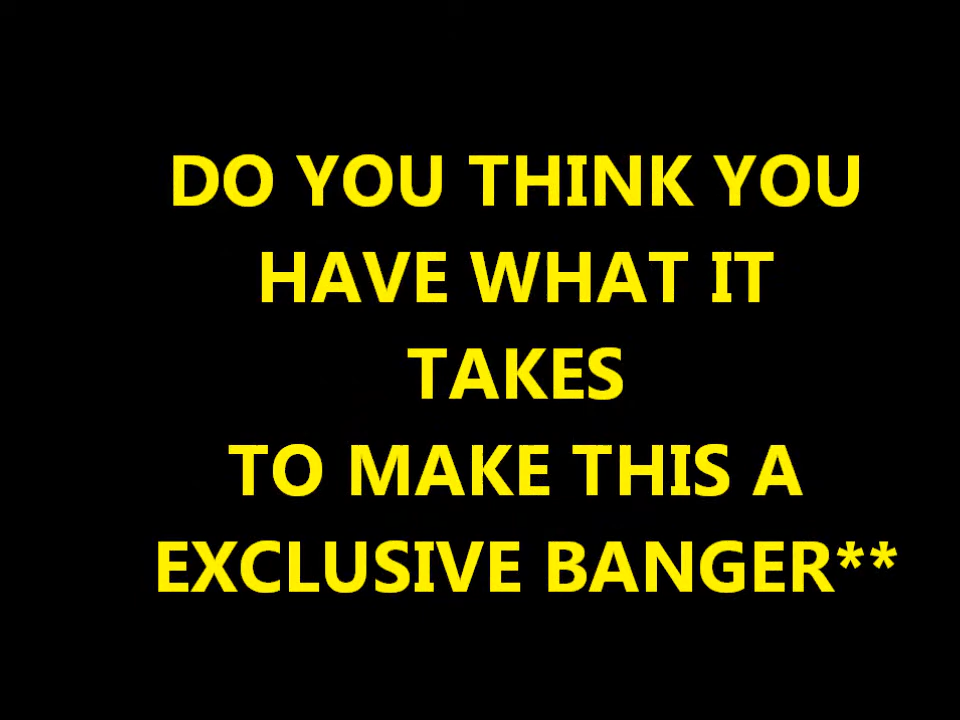 DO YOU THINK YOU
HAVE WHAT IT
TAKES
TO MAKE THIS A
EXCLUSIVE BANGER**